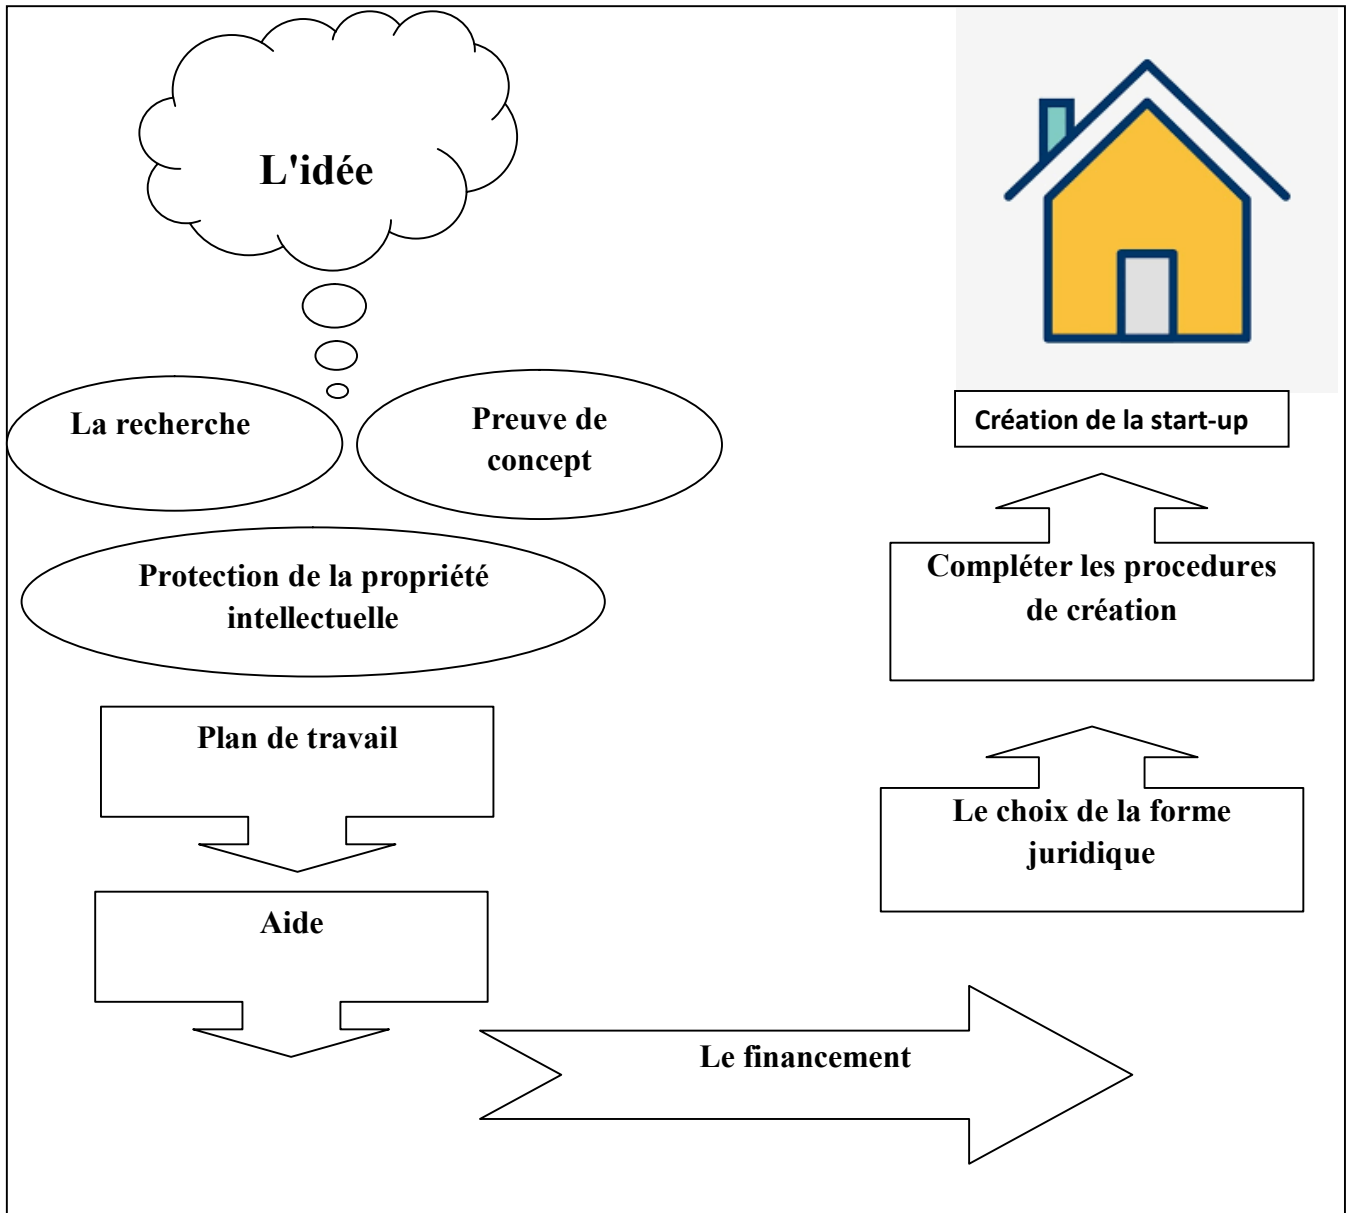 L'idée
La recherche
Preuve de
concept
Protection de la propriété
intellectuelle
Plan de travail
Aide
Le financement
Le choix de la forme
juridique
Compléter les procedures
de création
Création de la start-up